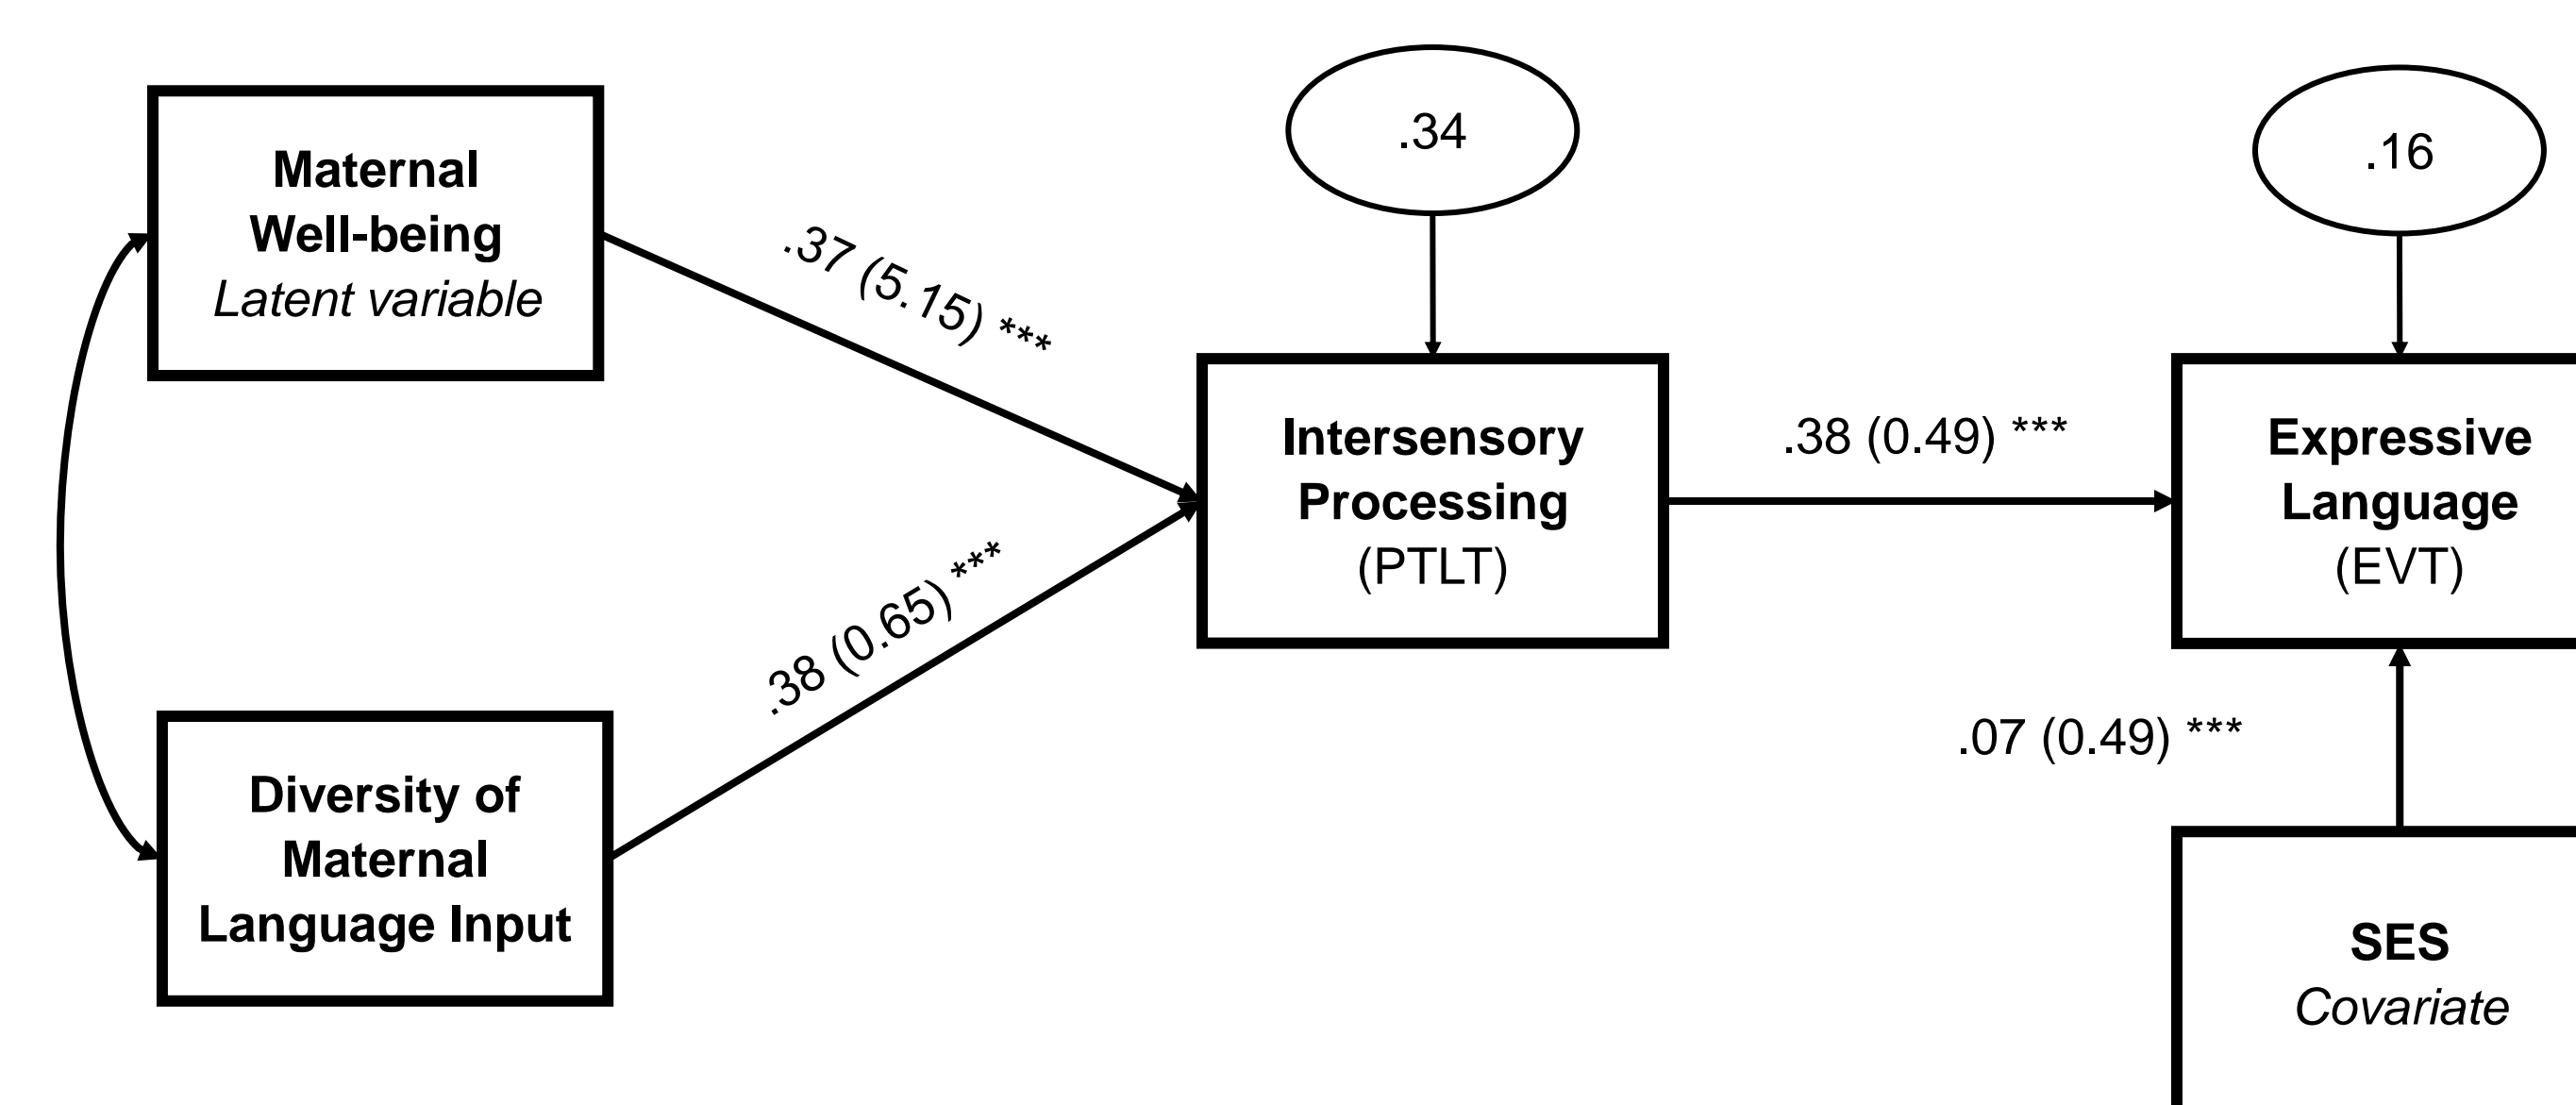 Maternal
Well-being
Latent variable
.37 (5.15) ***
.34
.16
Intersensory
Processing
(PTLT)
.38 (0.49) ***
Expressive
Language
(EVT)
.38 (0.65) ***
Diversity of
Maternal
Language Input
.07 (0.49) ***
SES
Covariate